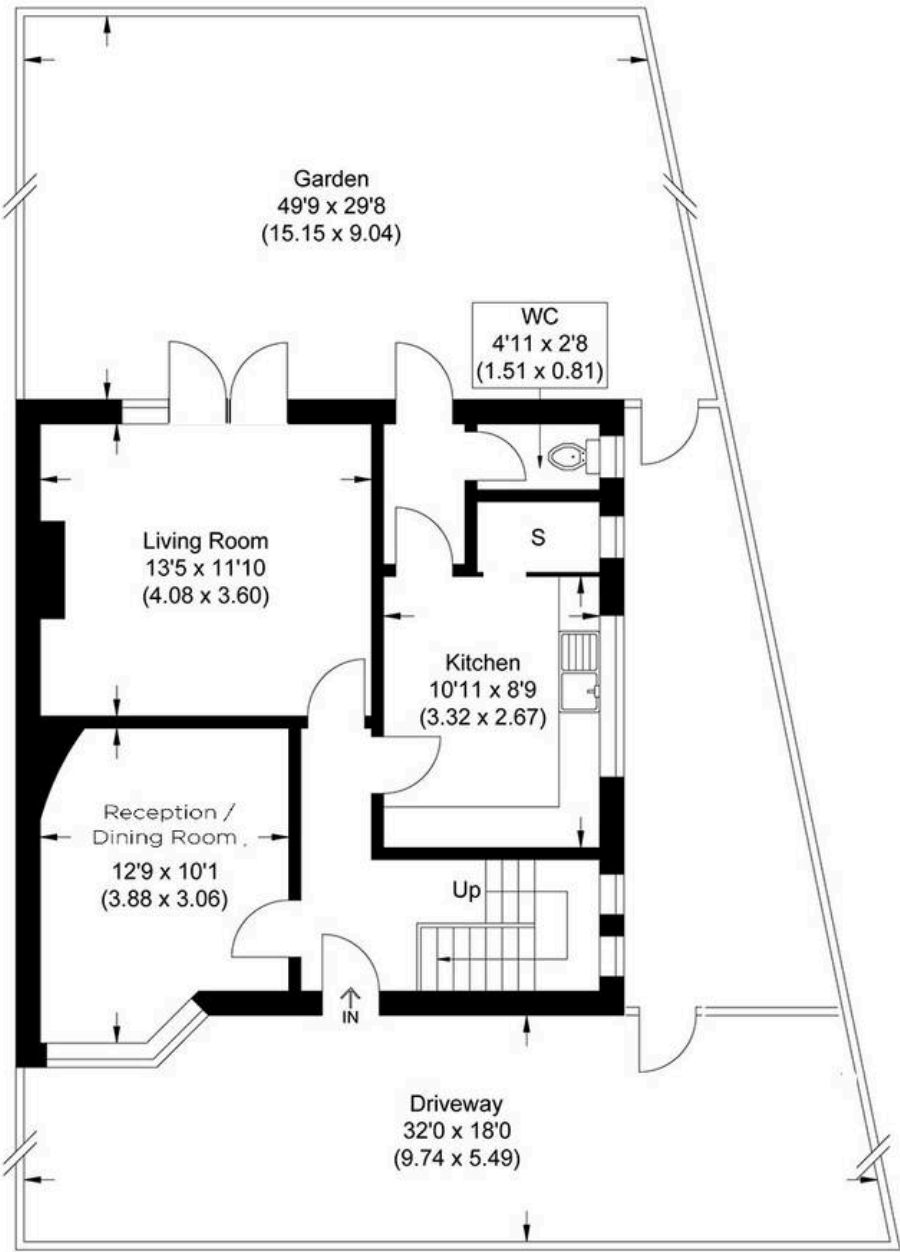 Garden
49'9 x 29'8
(15.15 x 9.04)
WC
4'11 x 2'8
(1.51 x 0.81)
Living Room
13'5 x 11'10
(4.08 x 3.60)
S
Kitchen
10'11 x 8'9
(3.32 x 2.67)
Reception /
Dining Room
12'9 x 10'1
(3.88 x 3.06)
Up
IN
Driveway
32'0 x 18'0
(9.74 x 5.49)